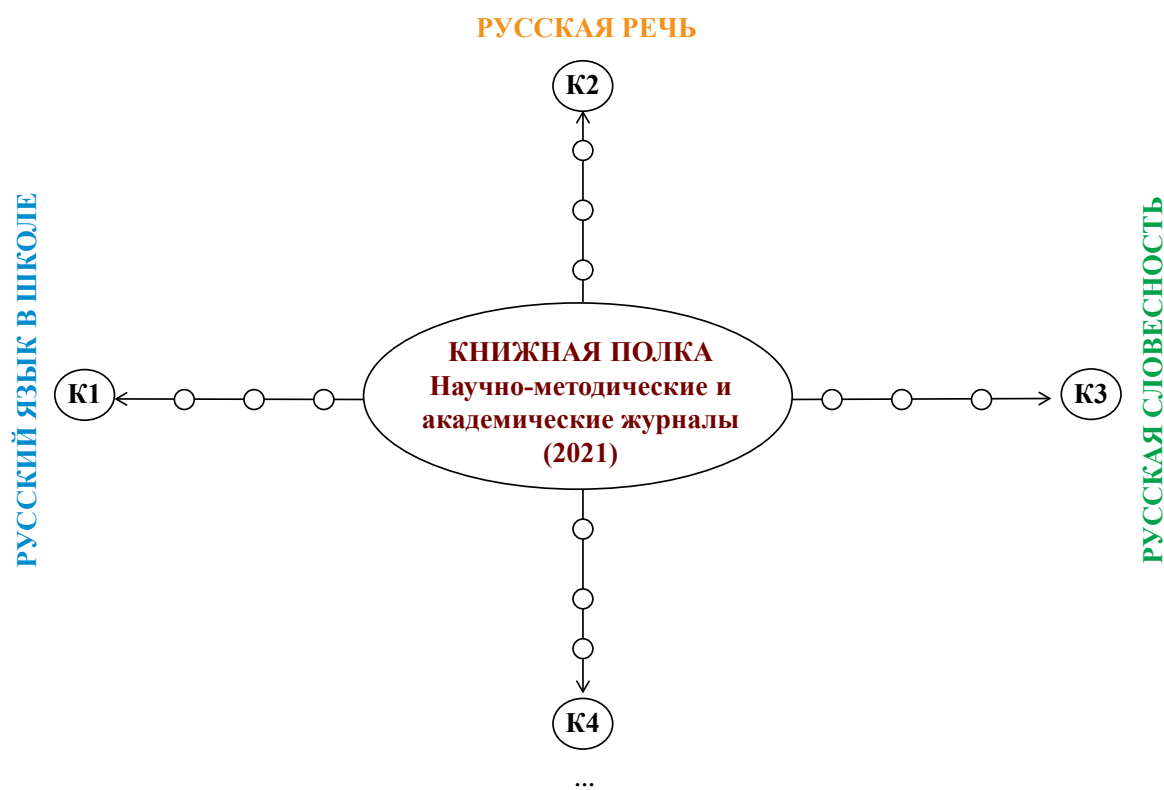 РУССКАЯ РЕЧЬ
К2
РУССКИЙ ЯЗЫК В ШКОЛЕ
К1
КНИЖНАЯ ПОЛКА
Научно-методические и
академические журналы
(2021)
К3
РУССКАЯ СЛОВЕСНОСТЬ
К4
...